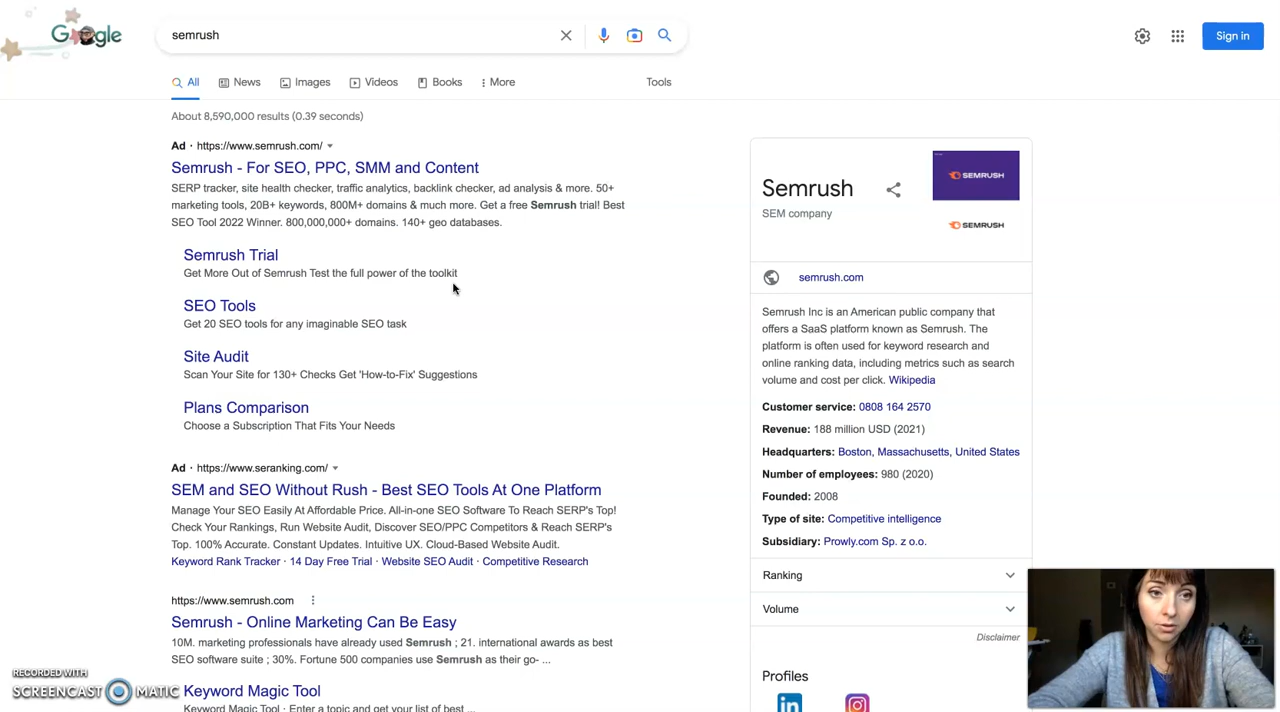 Google
semrush
Sign in
All
News
Images
Videos
Books
More
Tools
About 8,590,000 results (0.39 seconds)
Ad · https://www.semrush.com/
Semrush - For SEO, PPC, SMM and Content
SERP tracker, site health checker, traffic analytics, backlink checker, ad analysis & more. 50+
marketing tools, 20B+ keywords, 800M+ domains & much more. Get a free Semrush trial! Best
SEO Tool 2022 Winner. 800,000,000+ domains. 140+ geo databases.
Semrush Trial
Get More Out of Semrush Test the full power of the toolkit
SEO Tools
Get 20 SEO tools for any imaginable SEO task
Site Audit
Scan Your Site for 130+ Checks Get 'How-to-Fix' Suggestions
Plans Comparison
Choose a Subscription That Fits Your Needs
Ad · https://www.seranking.com/
SEM and SEO Without Rush - Best SEO Tools At One Platform
Manage Your SEO Easily At Affordable Price. All-in-one SEO Software To Reach SERP's Top!
Check Your Rankings, Run Website Audit, Discover SEO/PPC Competitors & Reach SERP's
Top. 100% Accurate. Constant Updates. Intuitive UX. Cloud-Based Website Audit.
Keyword Rank Tracker · 14 Day Free Trial · Website SEO Audit · Competitive Research
https://www.semrush.com
Semrush - Online Marketing Can Be Easy
10M. marketing professionals have already used Semrush ; 21. international awards as best
SEO software suite ; 30%. Fortune 500 companies use Semrush as their go- ...
Keyword Magic Tool
Keyword Magic Tool · Enter a topic and get your list of best ...
RECORDED WITH
SCREENCAST MATIC
Semrush
SEM company
SEMRUSH
SEMRUSH
semrush.com
Semrush Inc is an American public company that
offers a SaaS platform known as Semrush. The
platform is often used for keyword research and
online ranking data, including metrics such as search
volume and cost per click. Wikipedia
Customer service: 0808 164 2570
Revenue: 188 million USD (2021)
Headquarters: Boston, Massachusetts, United States
Number of employees: 980 (2020)
Founded: 2008
Type of site: Competitive intelligence
Subsidiary: Prowly.com Sp. z o.o.
Ranking
Volume
Disclaimer
Profiles
in